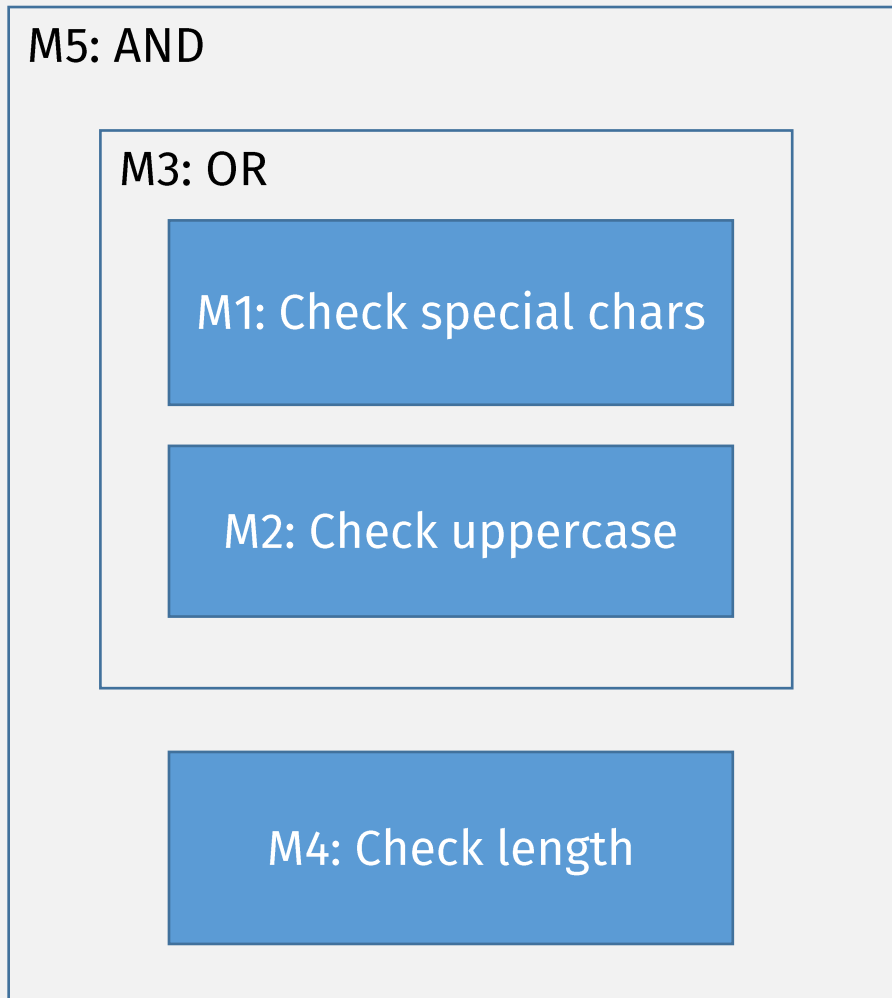 M5: AND
M3: OR
M1: Check special chars
M2: Check uppercase
M4: Check length